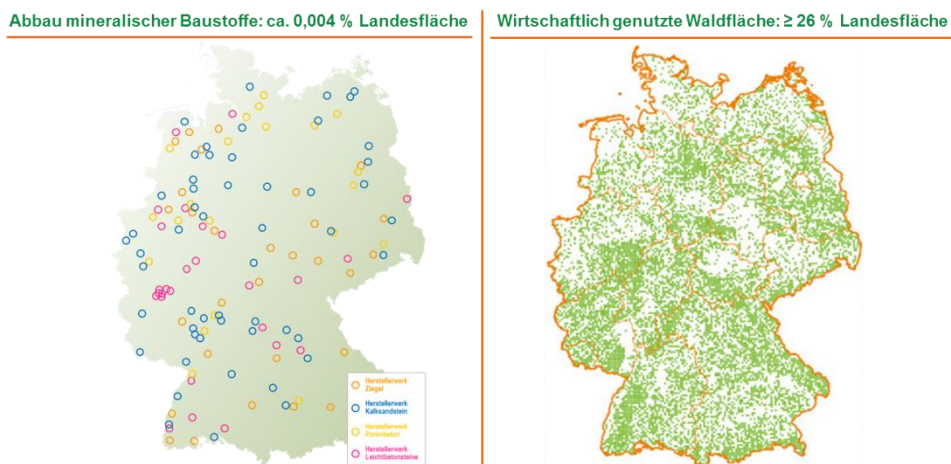 Abbau mineralischer Baustoffe: ca. 0,004 % Landesfläche
Wirtschaftlich genutzte Waldfläche: ≥ 26 % Landesfläche
Herstellerwerk
Ziegel
Herstellerwerk
Kalksandstein
Herstellerwerk
Porenbeton
Herstellerwerk
Leichtbetonsteine